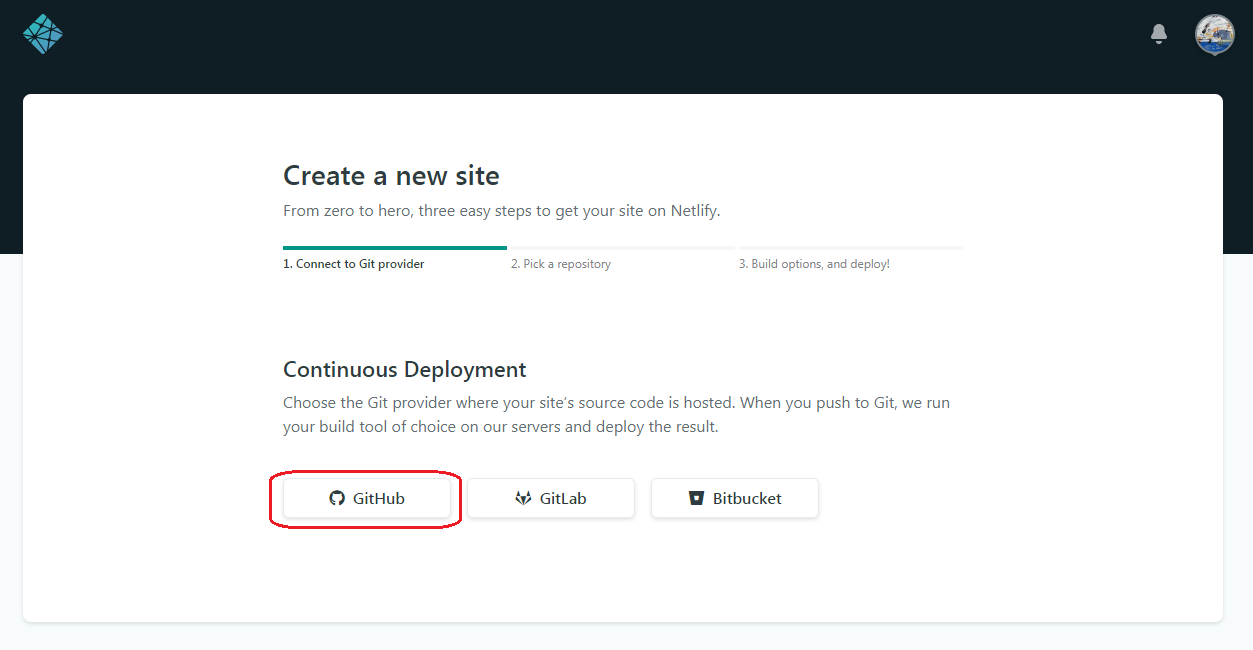 Create a new site
From zero to hero, three easy steps to get your site on Netlify.
1. Connect to Git provider
2. Pick a repository
3. Build options, and deploy!
Continuous Deployment
Choose the Git provider where your site’s source code is hosted. When you push to Git, we run
your build tool of choice on our servers and deploy the result.
GitHub
GitLab
Bitbucket